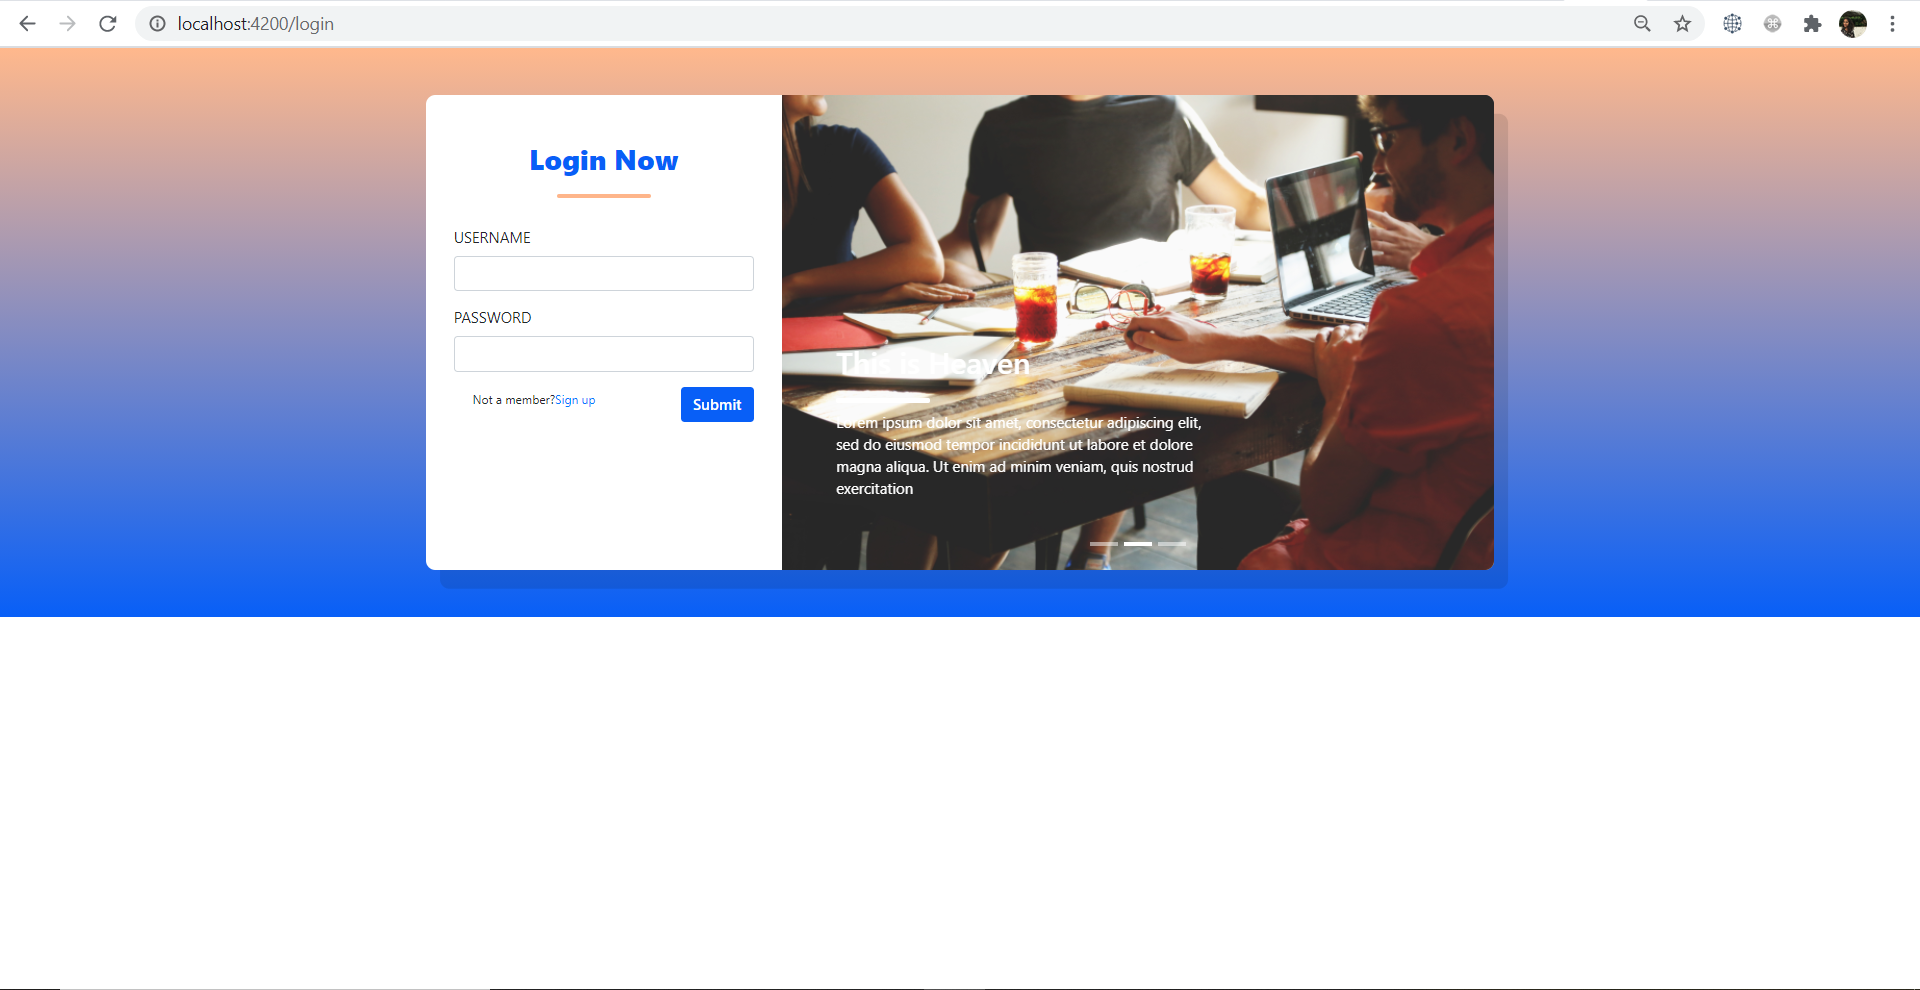 localhost:4200/login
Login Now
USERNAME
PASSWORD
Not a member?Sign up
Submit
This is Heaven
Lorem ipsum dolor sit amet, consectetur adipiscing elit,
sed do eiusmod tempor incididunt ut labore et dolore
magna aliqua. Ut enim ad minim veniam, quis nostrud
exercitation